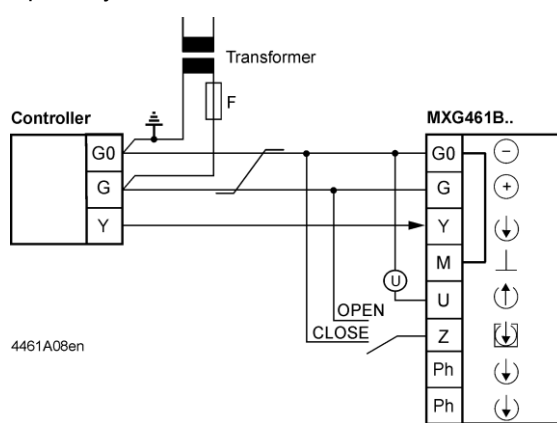 Transformer
F
Controller
MXG461B..
G0
G
Y
G0
G
Y
M
U
U
Z
Ph
Ph
OPEN
CLOSE
4461A08en